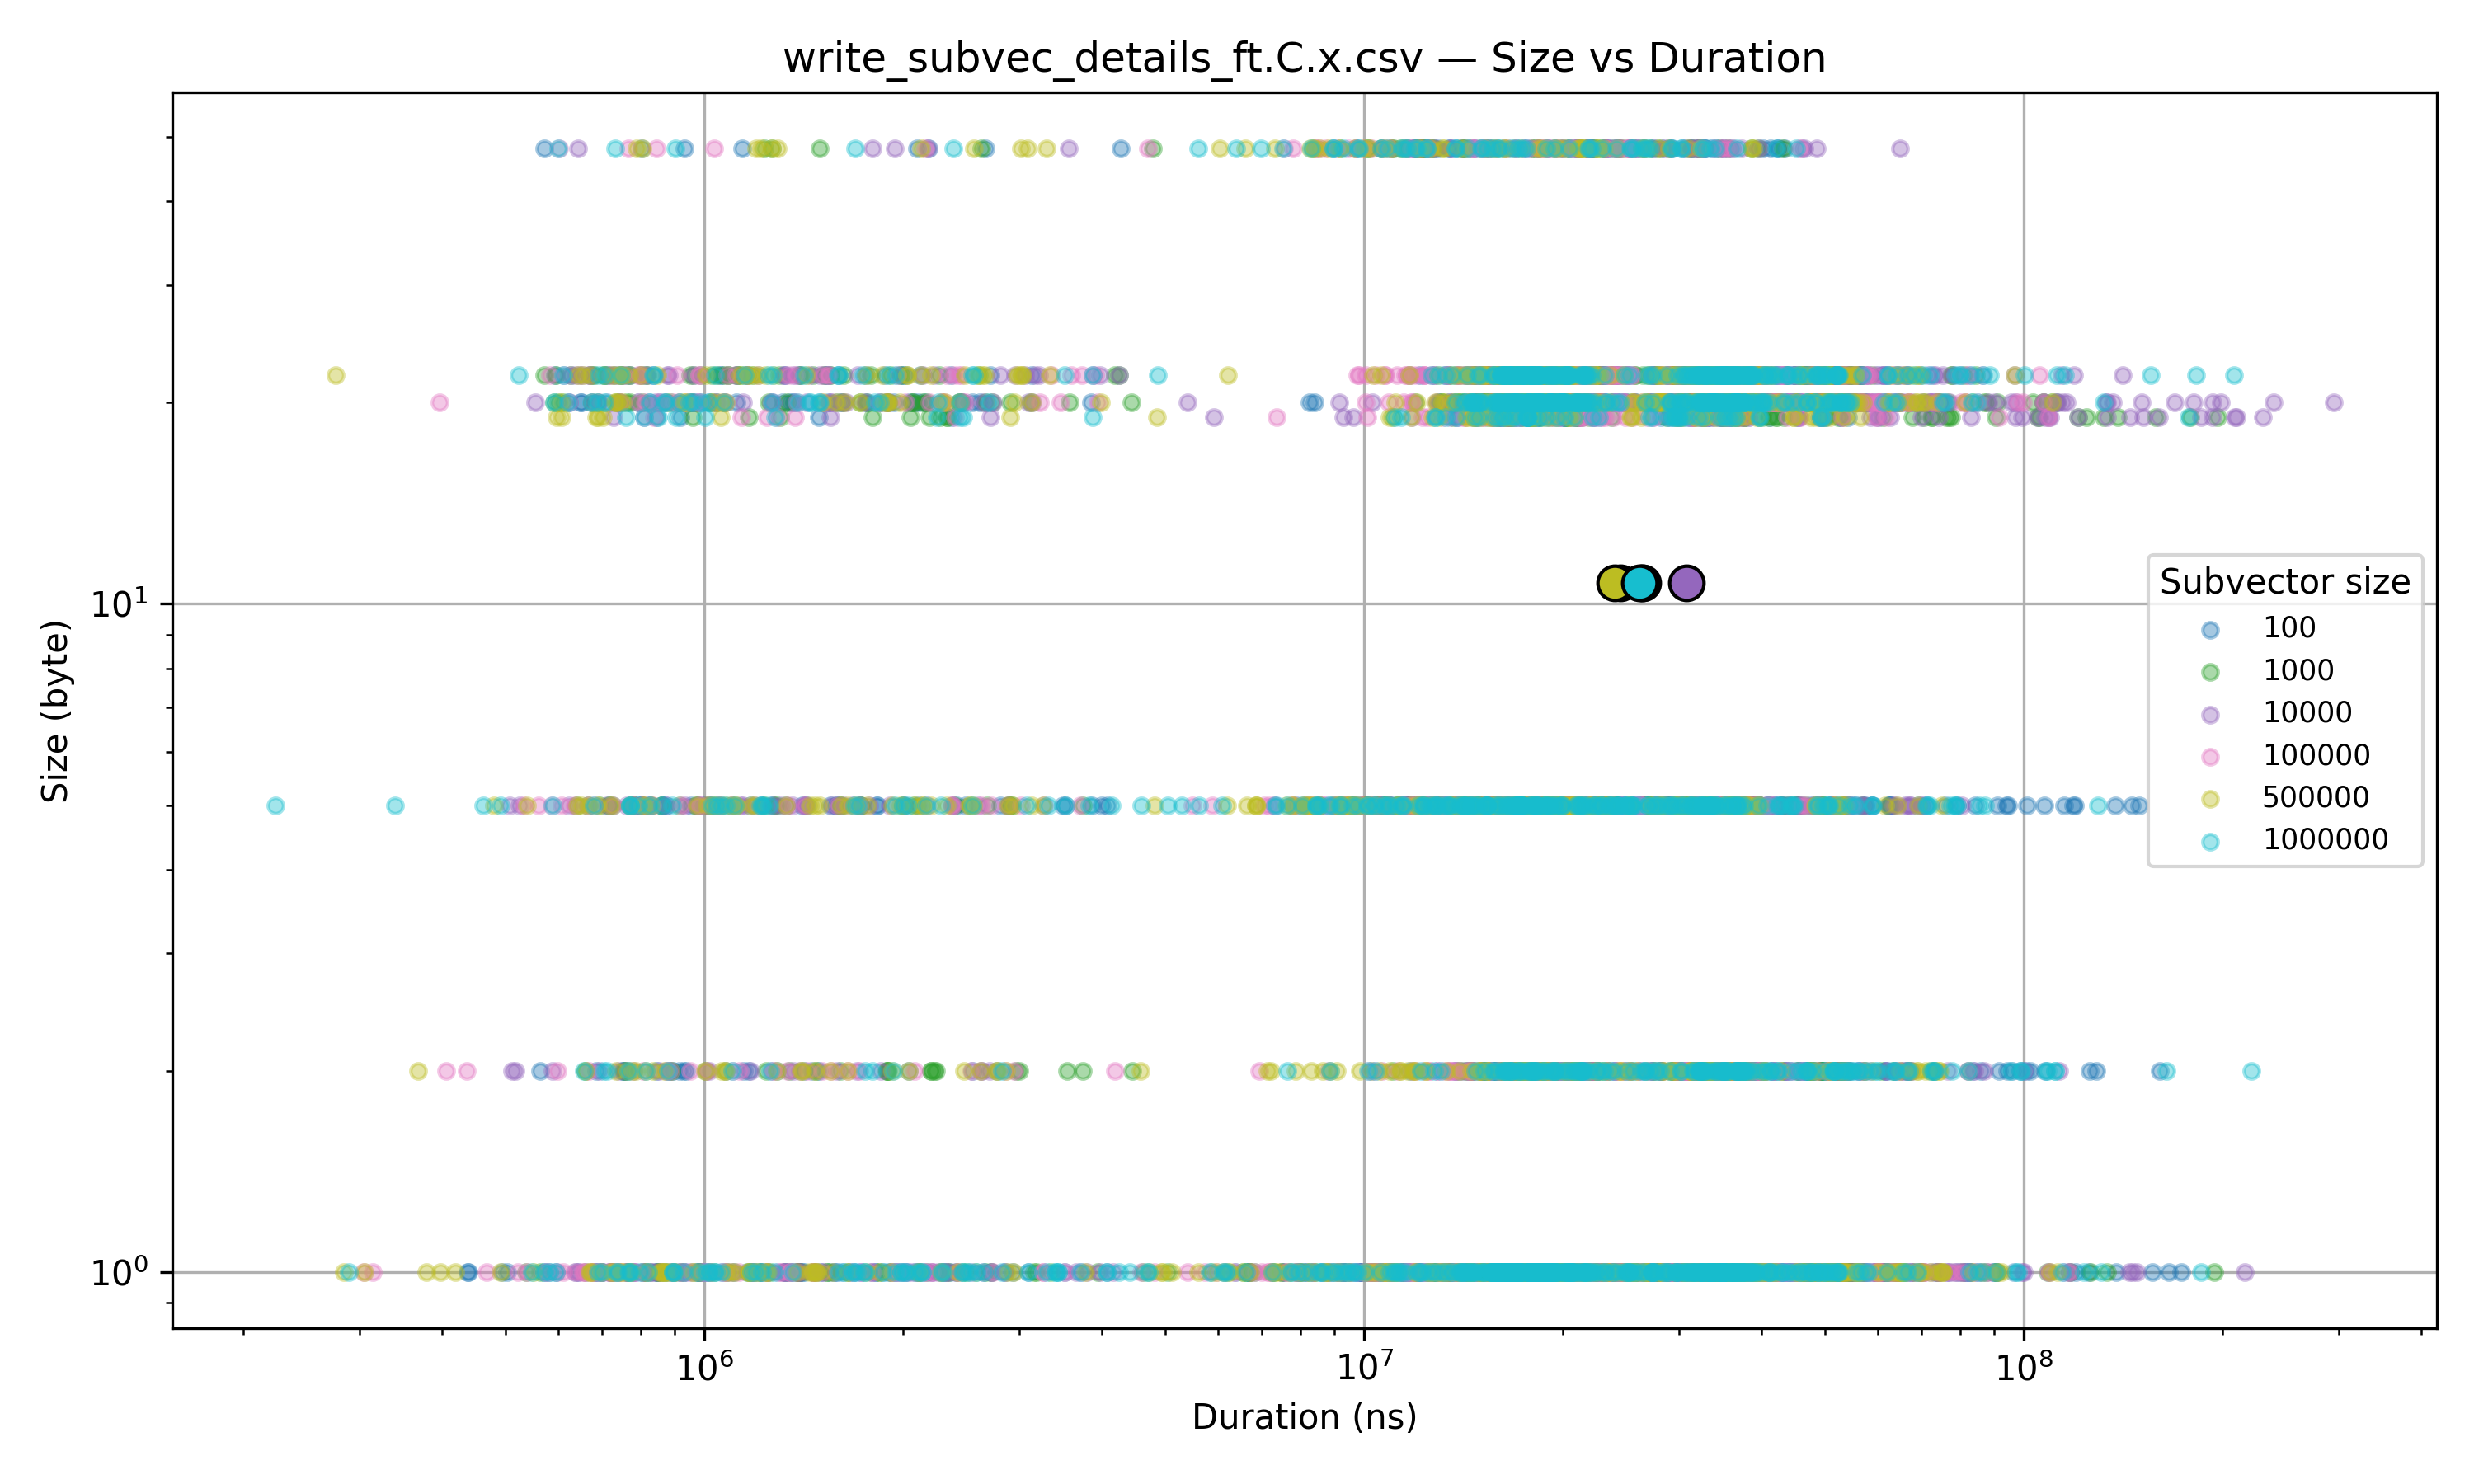 write_subvec_details_ft.C.x.csv — Size vs Duration
Size (byte)
10¹
10⁰
Subvector size
100
1000
10000
100000
500000
1000000
10⁶
10⁷
10⁸
Duration (ns)